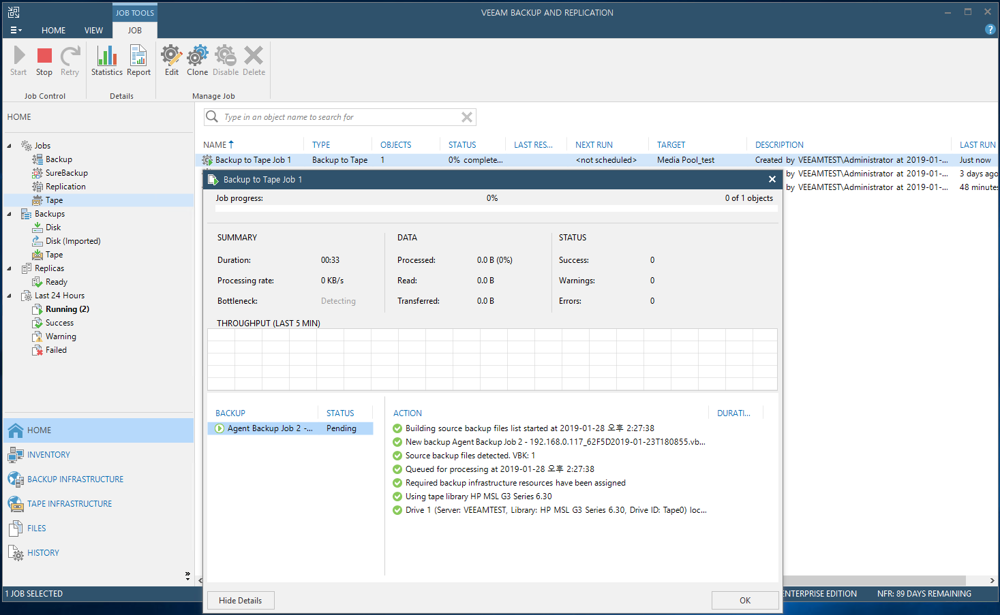 JOB TOOLS
VEEAM BACKUP AND REPLICATION
HOME VIEW JOB
Start Stop Retry Statistics Report Edit Clone Disable Delete
Job Control Details Manage Job
HOME
Type in an object name to search for
Jobs
Backup
SureBackup
Replication
Tape
Backups
Disk
Disk (Imported)
Tape
Replicas
Ready
Last 24 Hours
Running (2)
Success
Warning
Failed
HOME
INVENTORY
BACKUP INFRASTRUCTURE
TAPE INFRASTRUCTURE
FILES
HISTORY
NAME TYPE OBJECTS STATUS LAST RES... NEXT RUN TARGET DESCRIPTION LAST RUN
Backup to Tape Job 1 Backup to Tape 1 0% complete... <not scheduled> Media Pool_test Created by VEEAMTEST\Administrator at 2019-01-... Just now
by VEEAMTEST\Administrator at 2019-01-... 3 days ago
by VEEAMTEST\Administrator at 2019-01-... 48 minutes
Backup to Tape Job 1
Job progress: 0% 0 of 1 objects
SUMMARY DATA STATUS
Duration: 00:33 Processed: 0.0 B (0%) Success: 0
Processing rate: 0 KB/s Read: 0.0 B Warnings: 0
Bottleneck: Detecting Transferred: 0.0 B Errors: 0
THROUGHPUT (LAST 5 MIN)
BACKUP STATUS ACTION DURATI...
Agent Backup Job 2 -... Pending
Building source backup files list started at 2019-01-28 오후 2:27:38
New backup Agent Backup Job 2 - 192.168.0.117_62F5D2019-01-23T180855.vb...
Source backup files detected. VBK: 1
Queued for processing at 2019-01-28 오후 2:27:38
Required backup infrastructure resources have been assigned
Using tape library HP MSL G3 Series 6.30
Drive 1 (Server: VEEAMTEST, Library: HP MSL G3 Series 6.30, Drive ID: Tape0) loc...
Hide Details OK
1 JOB SELECTED ENTERPRISE EDITION NFR: 89 DAYS REMAINING